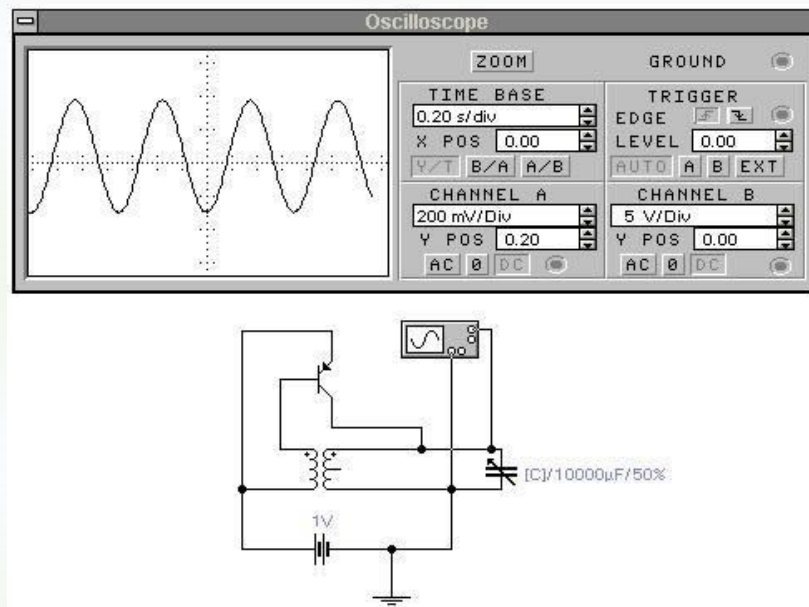 Oscilloscope
ZOOM GROUND
TIME BASE
0.20 s/div
X POS 0.00
Y/T B/A A/B
TRIGGER
EDGE
LEVEL 0.00
AUTO A B EXT
CHANNEL A
200 mV/Div
Y POS 0.20
AC 0 DC
CHANNEL B
5 V/Div
Y POS 0.00
AC 0 DC
[C]/10000µF/50%
1V